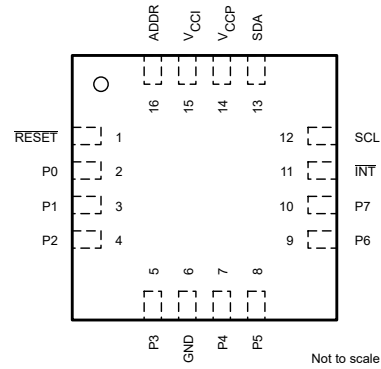 ADDR VCCI VCCP SDA
16 15 14 13
RESET 1 12 SCL
P0 2 11 INT
P1 3 10 P7
P2 4 9 P6
5 6 7 8
P3 GND P4 P5
Not to scale